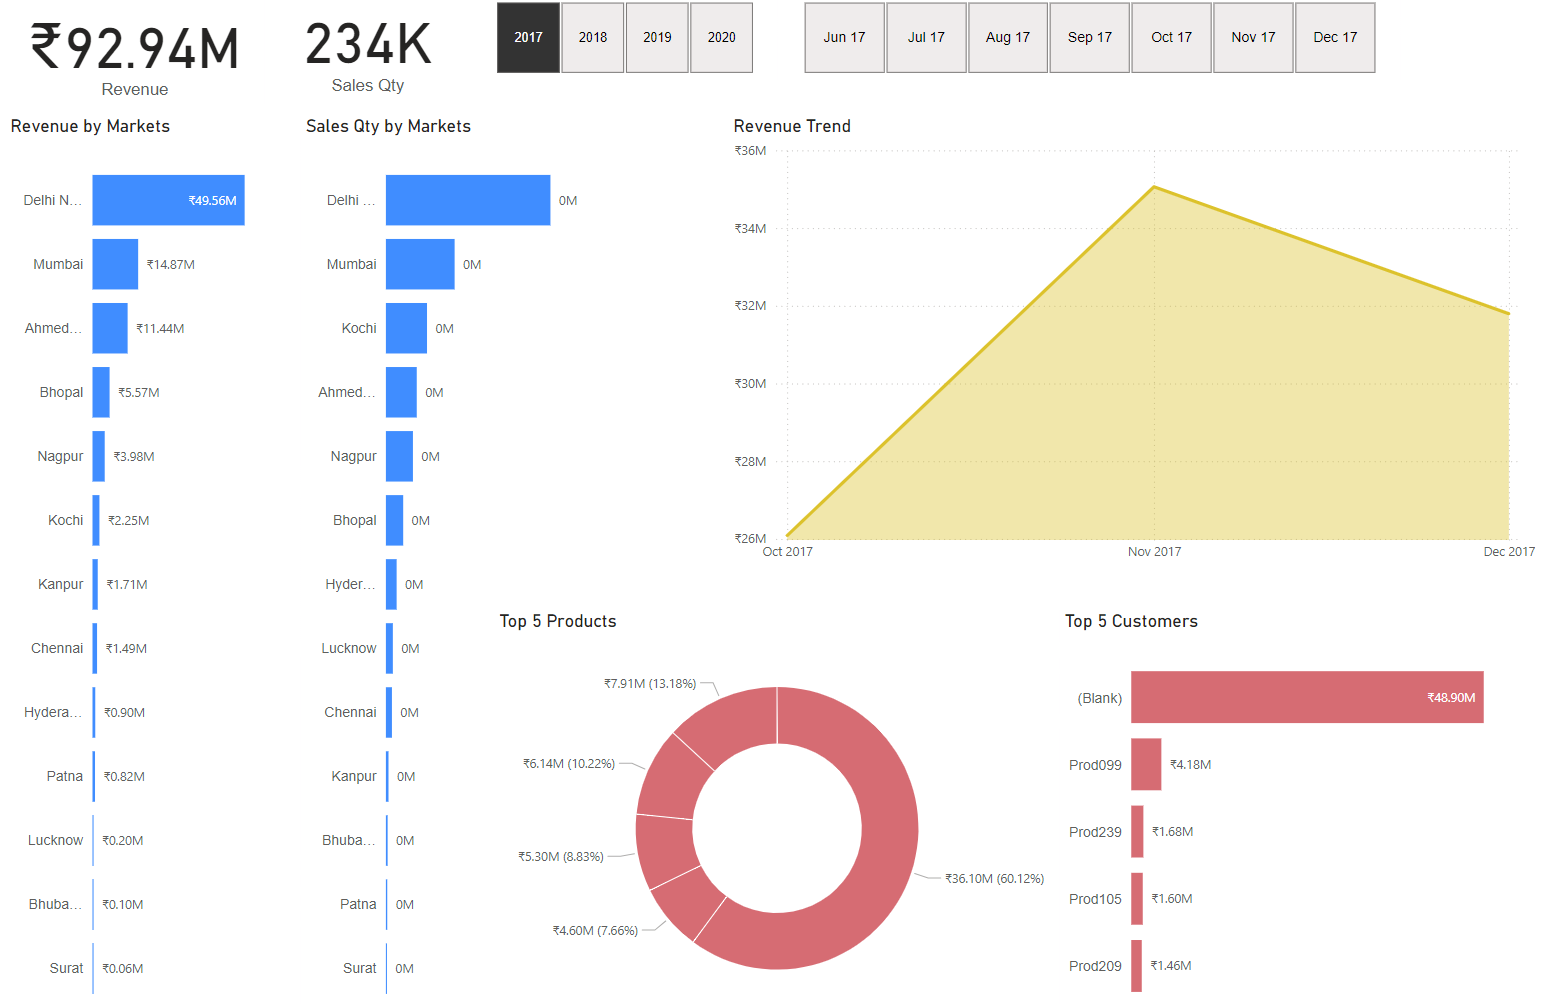 ₹92.94M
Revenue
234K
Sales Qty
2017 2018 2019 2020
Jun 17 Jul 17 Aug 17 Sep 17 Oct 17 Nov 17 Dec 17
Revenue by Markets
Delhi N... ₹49.56M
Mumbai ₹14.87M
Ahmed... ₹11.44M
Bhopal ₹5.57M
Nagpur ₹3.98M
Kochi ₹2.25M
Kanpur ₹1.71M
Chennai ₹1.49M
Hydera... ₹0.90M
Patna ₹0.82M
Lucknow ₹0.20M
Bhuba... ₹0.10M
Surat ₹0.06M
Sales Qty by Markets
Delhi ... 0M
Mumbai 0M
Kochi 0M
Ahmed... 0M
Nagpur 0M
Bhopal 0M
Hyder... 0M
Lucknow 0M
Chennai 0M
Kanpur 0M
Bhuba... 0M
Patna 0M
Surat 0M
Revenue Trend
₹36M
₹34M
₹32M
₹30M
₹28M
₹26M
Oct 2017 Nov 2017 Dec 2017
Top 5 Products
₹7.91M (13.18%)
₹6.14M (10.22%)
₹5.30M (8.83%)
₹36.10M (60.12%)
₹4.60M (7.66%)
Top 5 Customers
(Blank) ₹48.90M
Prod099 ₹4.18M
Prod239 ₹1.68M
Prod105 ₹1.60M
Prod209 ₹1.46M